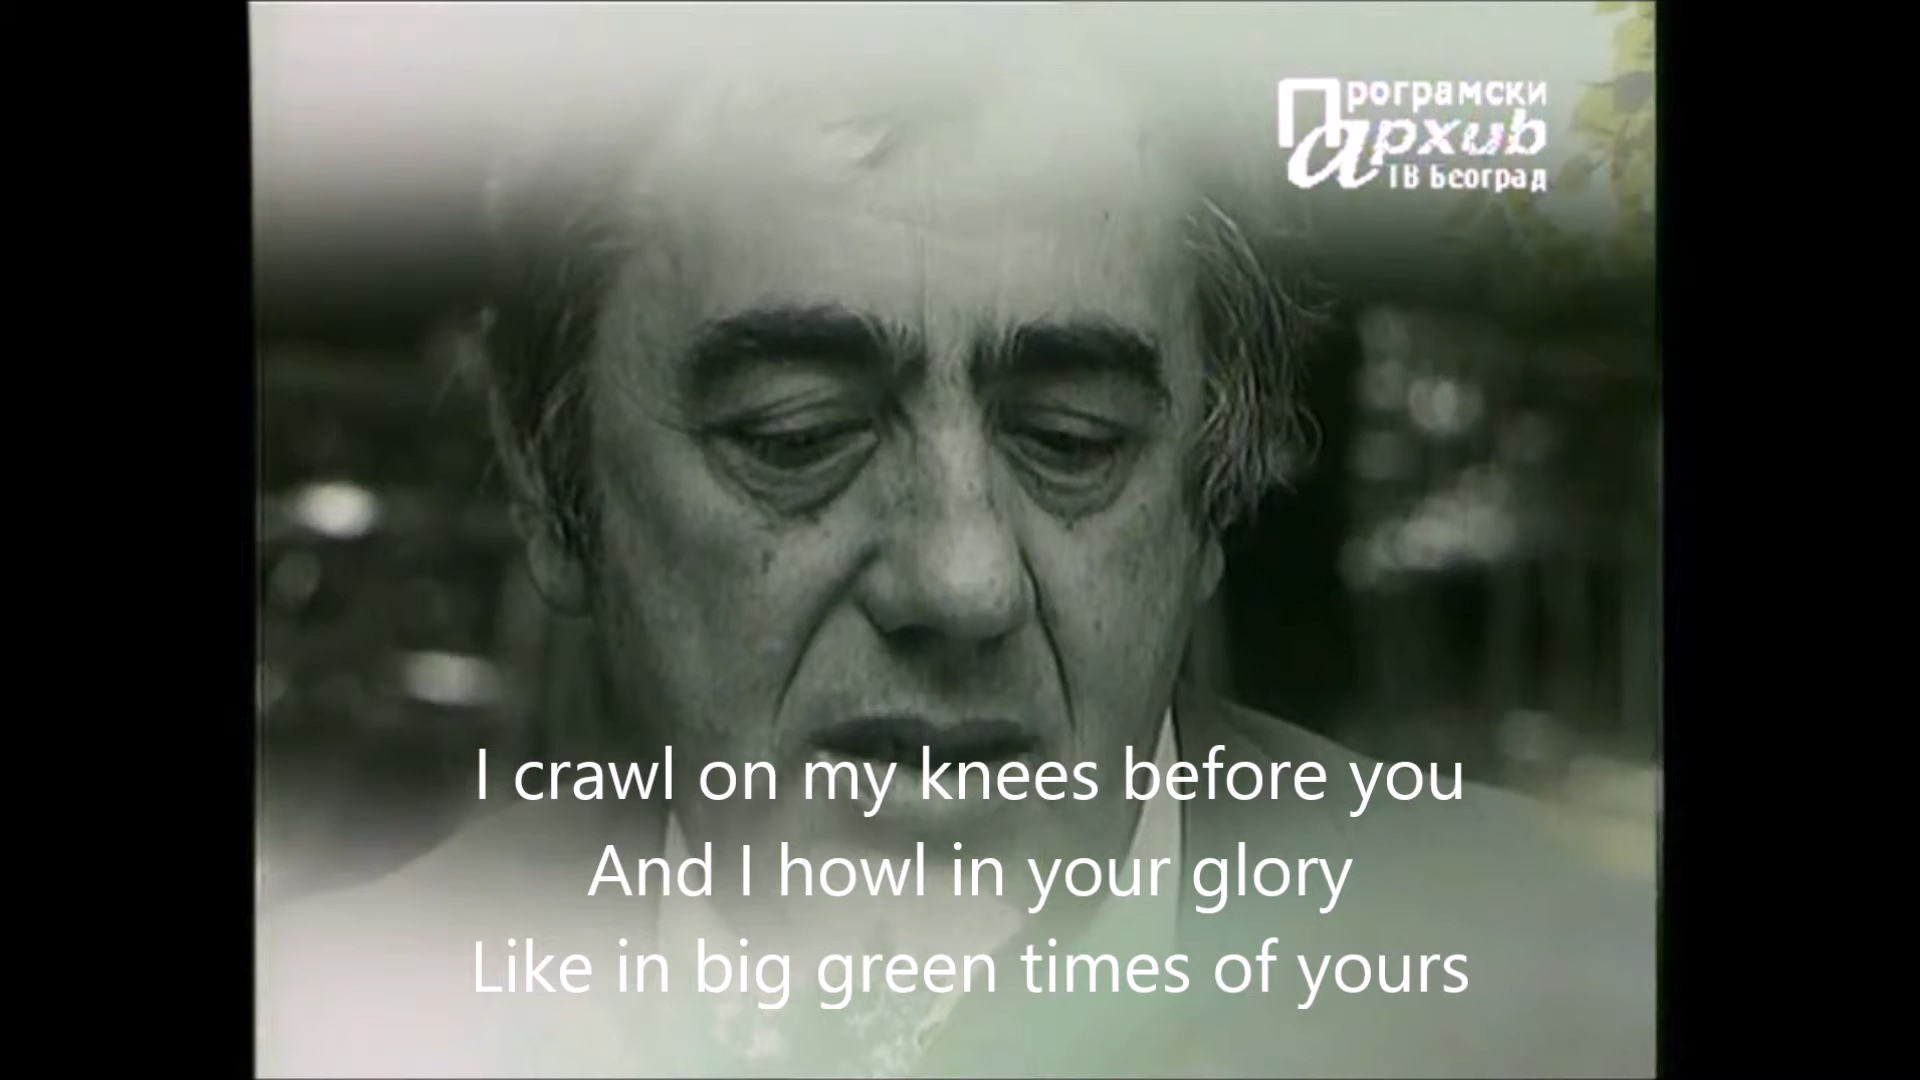 Програмски
Архив
ТВ Београд
I crawl on my knees before you
And I howl in your glory
Like in big green times of yours